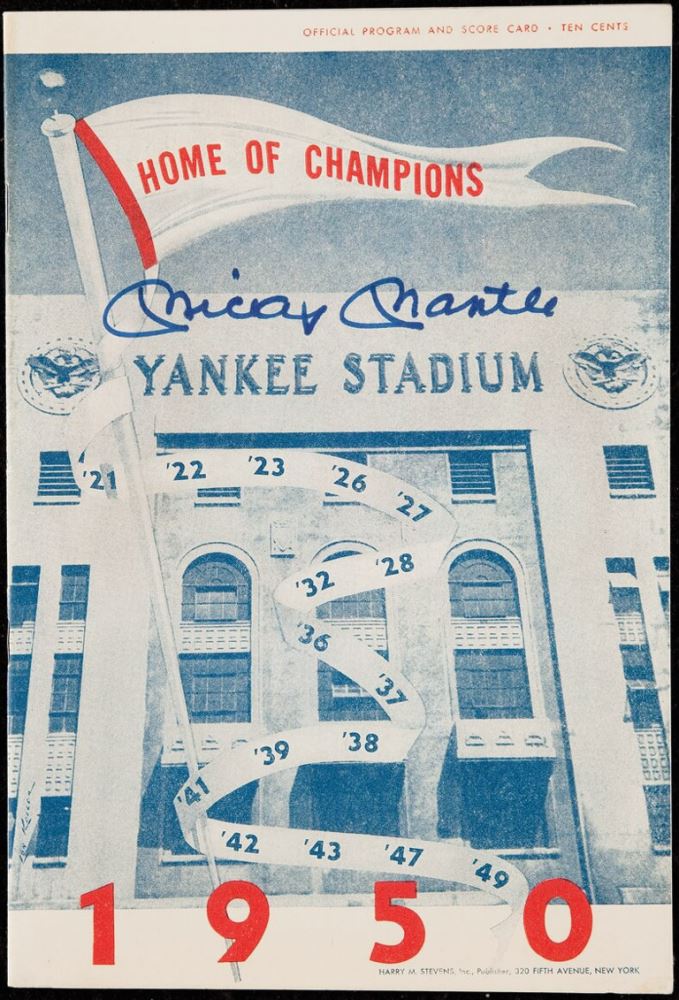 OFFICIAL PROGRAM AND SCORE CARD • TEN CENTS
HOME OF CHAMPIONS
Mickey Mantle
YANKEE STADIUM
'21 '22 '23 '26 '27
'32 '28
'36
'37
'39 '38
'41
'42 '43 '47 '49
1950
HARRY M. STEVENS, Inc., Publisher, 320 FIFTH AVENUE, NEW YORK